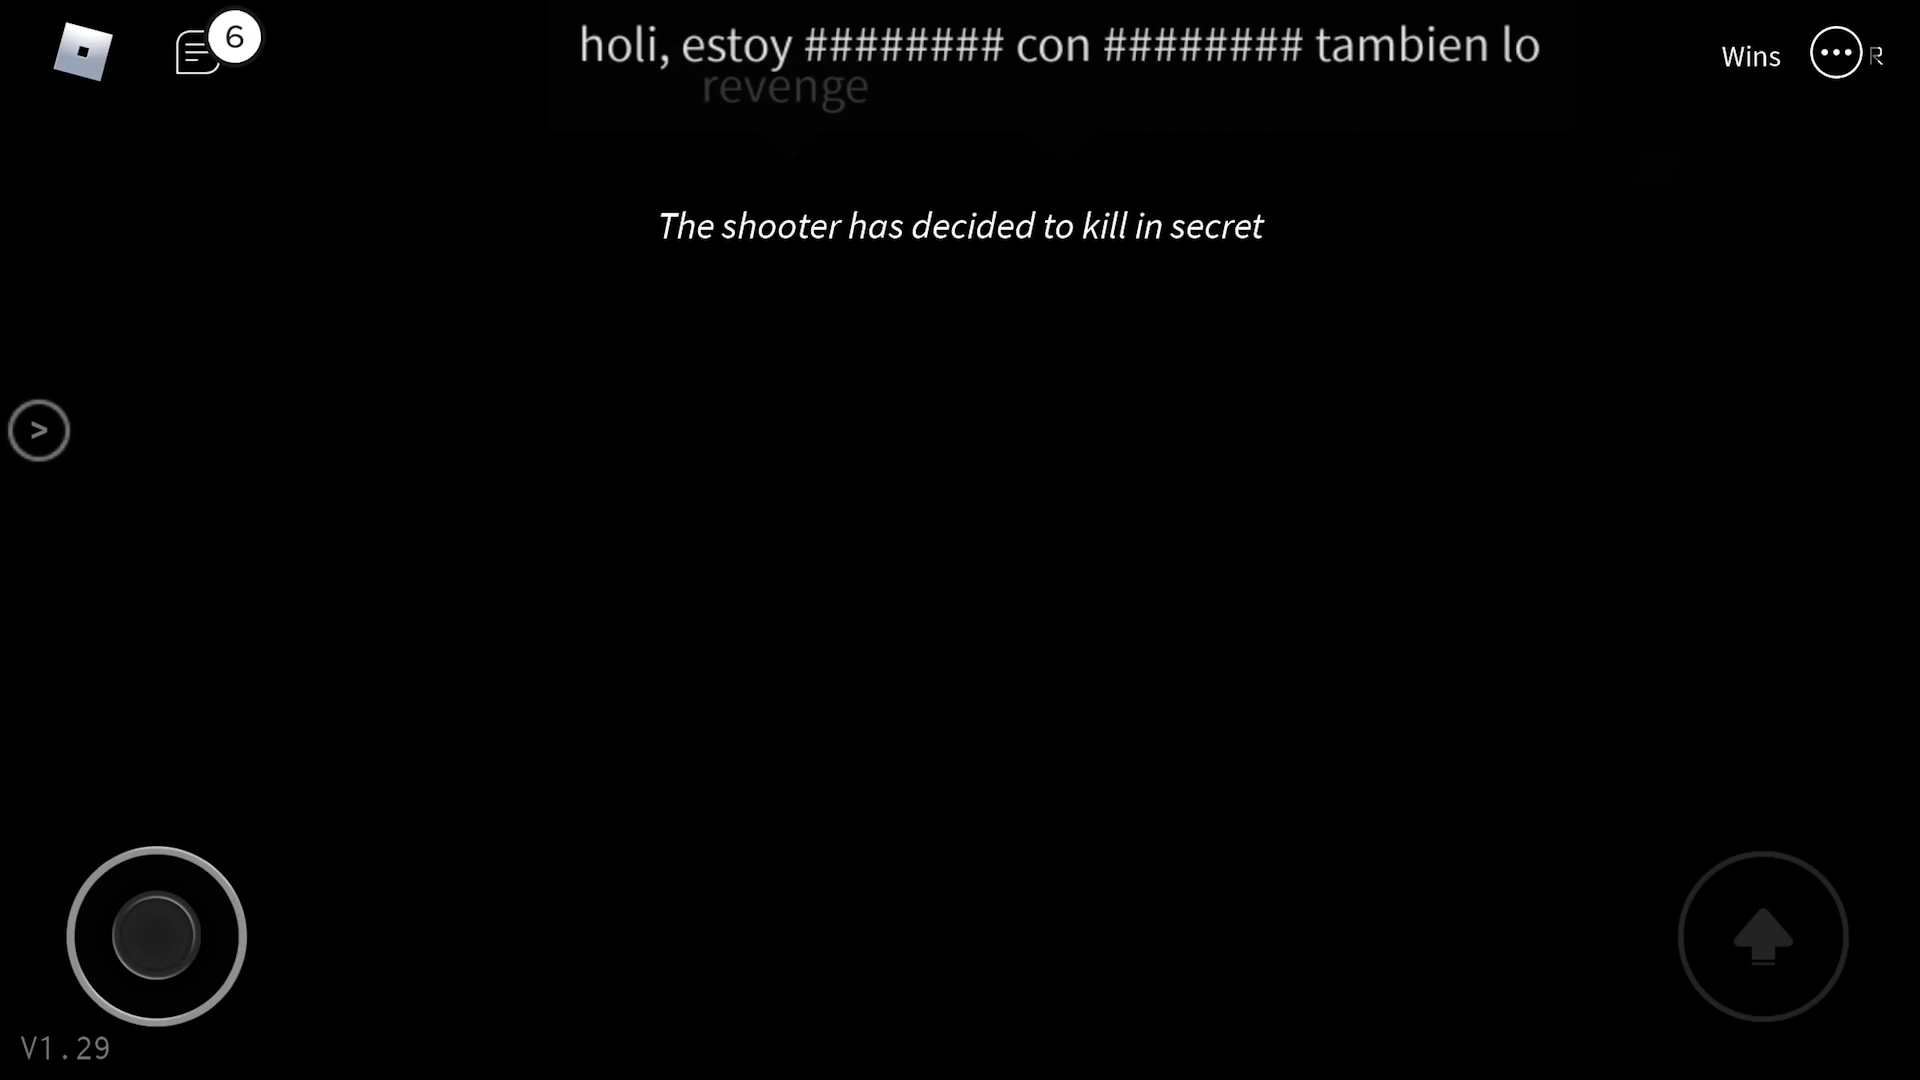 6
holi, estoy ######## con ######## tambien lo
Wins
R
revenge
The shooter has decided to kill in secret
>
V1.29